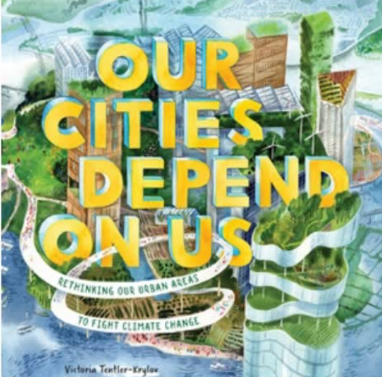 OUR
CITIES
DEPEND
ON US
RETHINKING OUR URBAN AREAS
TO FIGHT CLIMATE CHANGE
Victoria Tentler-Krylov